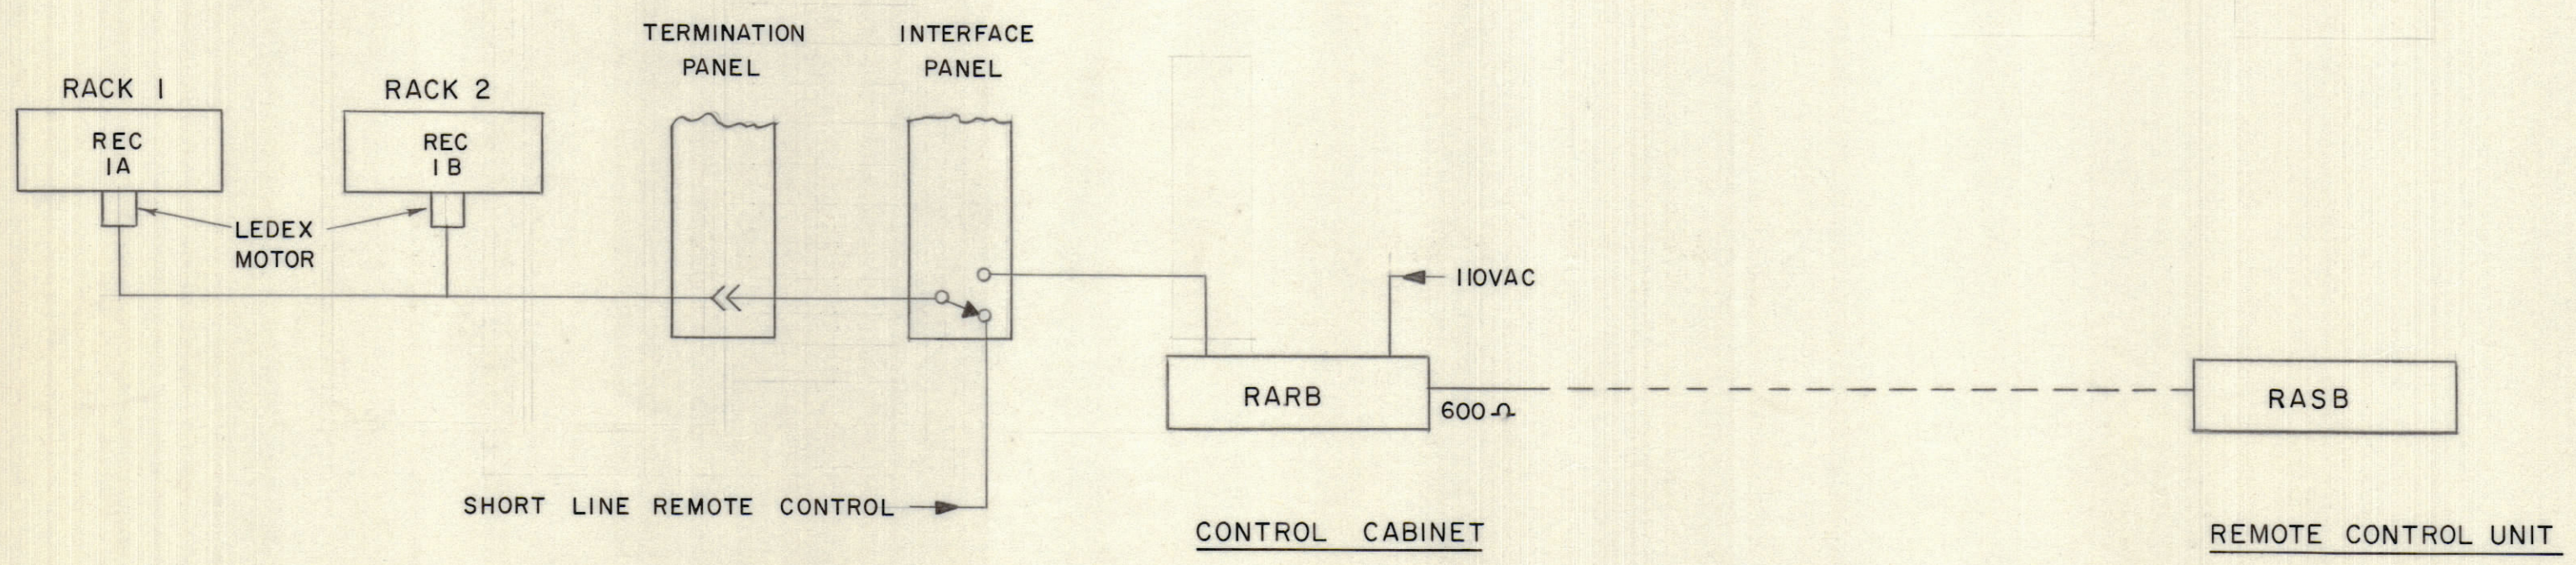 TERMINATION
PANEL
INTERFACE
PANEL
RACK 1
RACK 2
REC
1A
REC
1B
LEDEX
MOTOR
110VAC
RARB
600Ω
RASB
SHORT LINE REMOTE CONTROL
CONTROL CABINET
REMOTE CONTROL UNIT